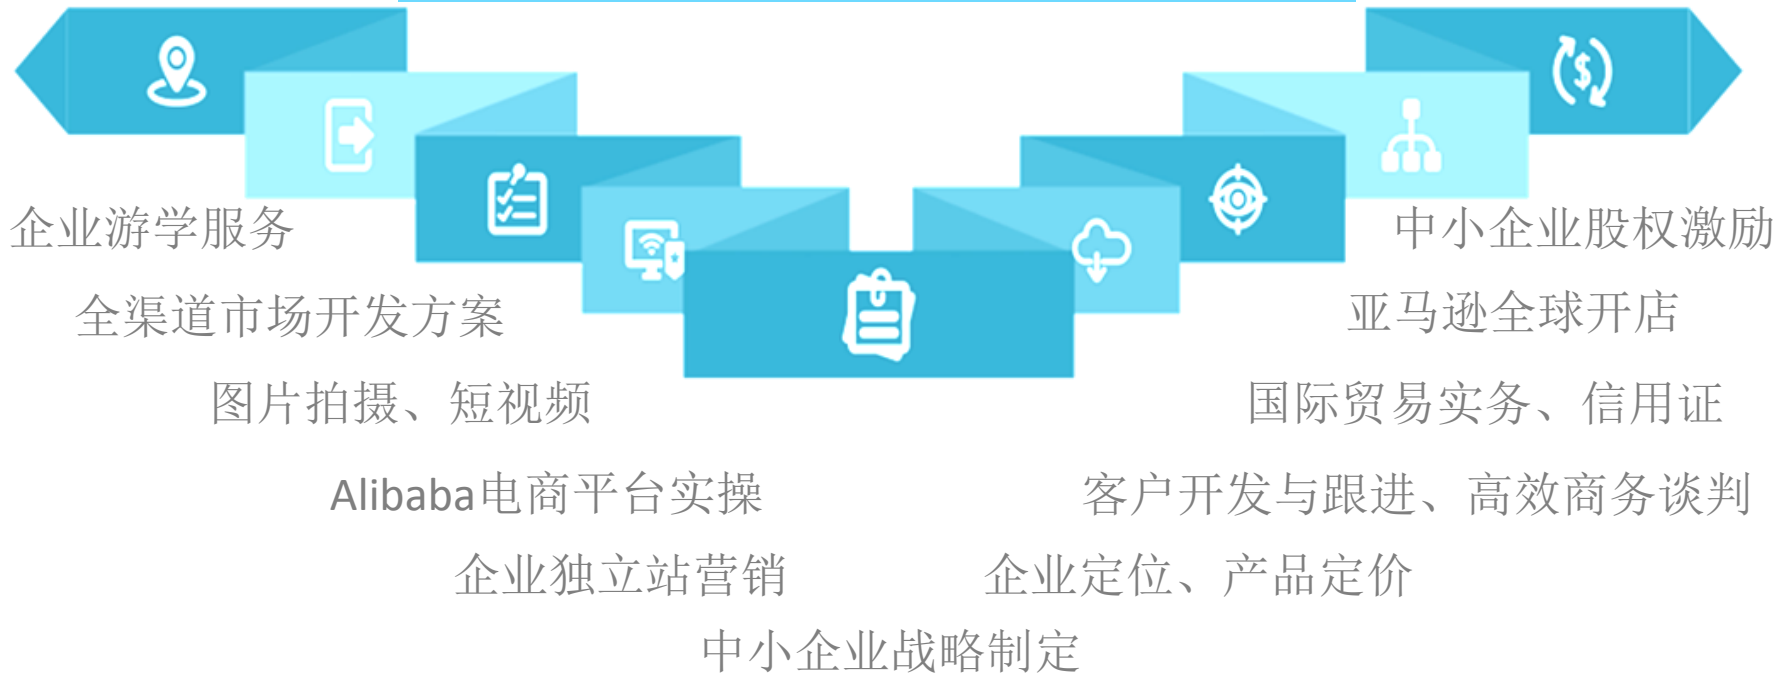 企业游学服务
中小企业股权激励
全渠道市场开发方案
亚马逊全球开店
图片拍摄、短视频
国际贸易实务、信用证
Alibaba电商平台实操
客户开发与跟进、高效商务谈判
企业独立站营销
企业定位、产品定价
中小企业战略制定